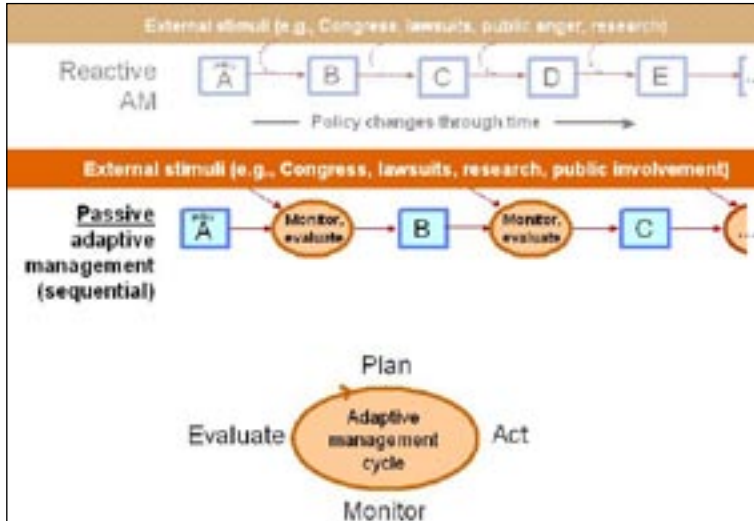 External stimuli (e.g., Congress, lawsuits, public anger, research)
Reactive
AM
A
B
C
D
E
...
Policy changes through time
External stimuli (e.g., Congress, lawsuits, research, public involvement)
Passive
adaptive
management
(sequential)
A
Monitor,
evaluate
B
Monitor,
evaluate
C
...
Plan
Evaluate
Adaptive
management
cycle
Act
Monitor